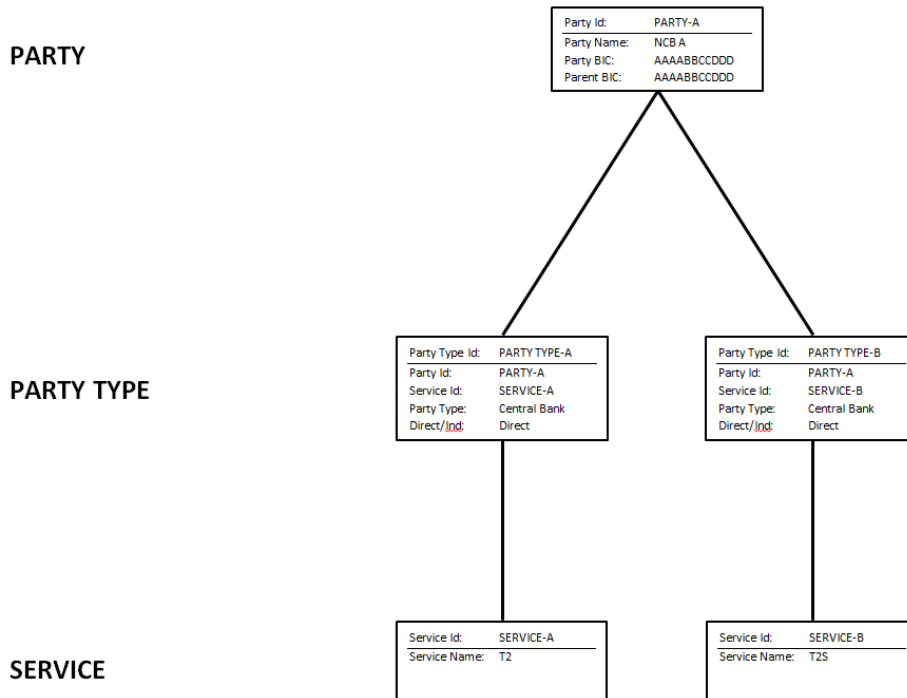 PARTY
Party Id: PARTY-A
Party Name: NCB A
Party BIC: AAAABBCCDDD
Parent BIC: AAAABBCCDDD
PARTY TYPE
Party Type Id: PARTY TYPE-A
Party Id: PARTY-A
Service Id: SERVICE-A
Party Type: Central Bank
Direct/Ind: Direct
Party Type Id: PARTY TYPE-B
Party Id: PARTY-A
Service Id: SERVICE-B
Party Type: Central Bank
Direct/Ind: Direct
SERVICE
Service Id: SERVICE-A
Service Name: T2
Service Id: SERVICE-B
Service Name: T2S